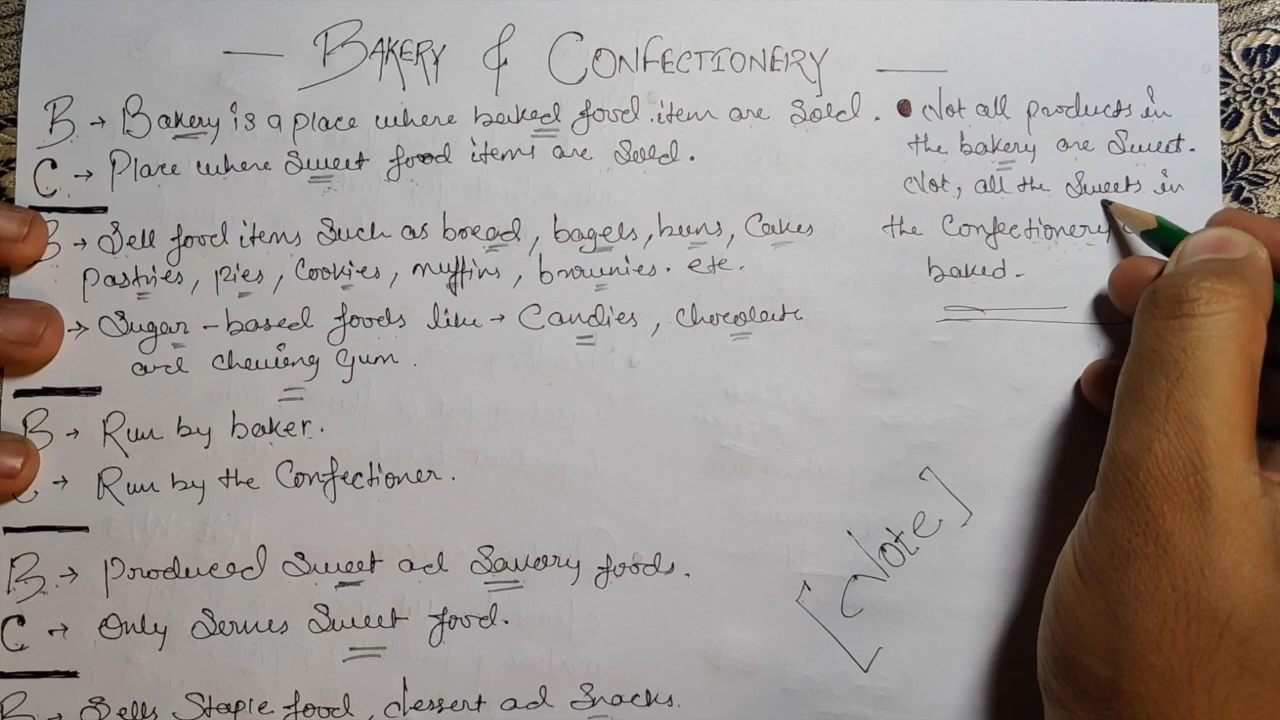 — BAKERY & CONFECTIONERY —
B → Bakery is a place where baked food item are Sold.
C. → Place where Sweet food items are Sold.
B → Sell food items Such as bread, bagels, buns, Cakes
pastries, pies, Cookies, muffins, brownies. etc.
→ Sugar - based foods like → Candies, chocolate
and chewing gum.
B → Run by baker.
C → Run by the Confectioner.
B. → Produced Sweet ad Savory foods.
C → Only Serves Sweet food.
B → Sells Staple food, dessert ad Snacks.
• Not all products in
the bakery are Sweet.
Not, all the Sweets in
the Confectionery
baked.
[Note]